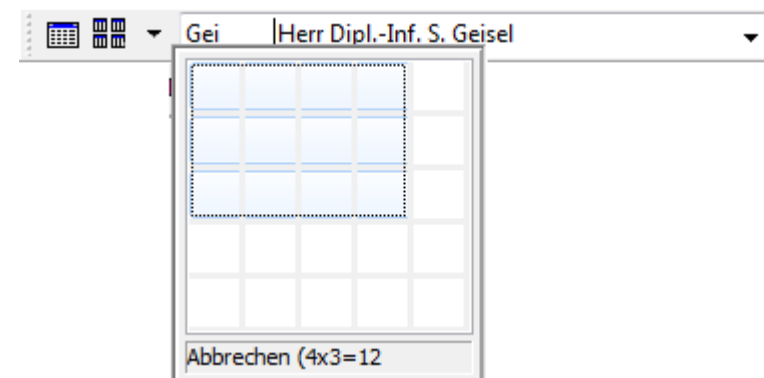 Gei Herr Dipl.-Inf. S. Geisel
Abbrechen (4x3=12